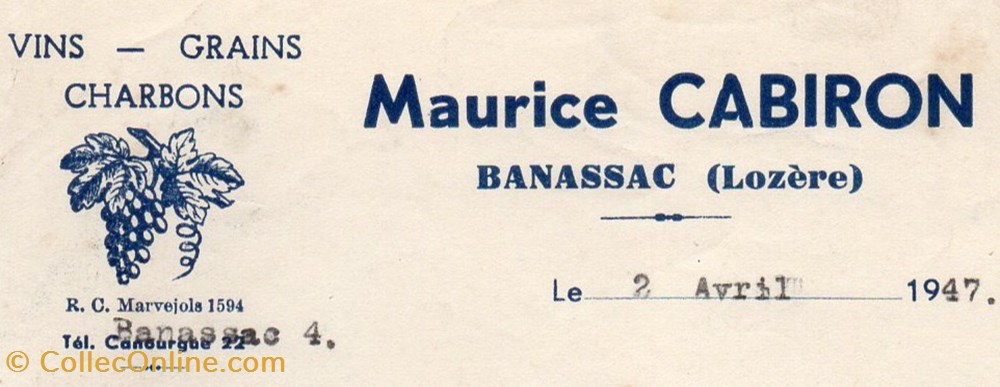 VINS — GRAINS
CHARBONS
R. C. Marvejols 1594
Tél. Canourgue 22
Banassac 4.
Maurice CABIRON
BANASSAC (Lozère)
Le 2 Avril 1947.
© CollecOnline.com